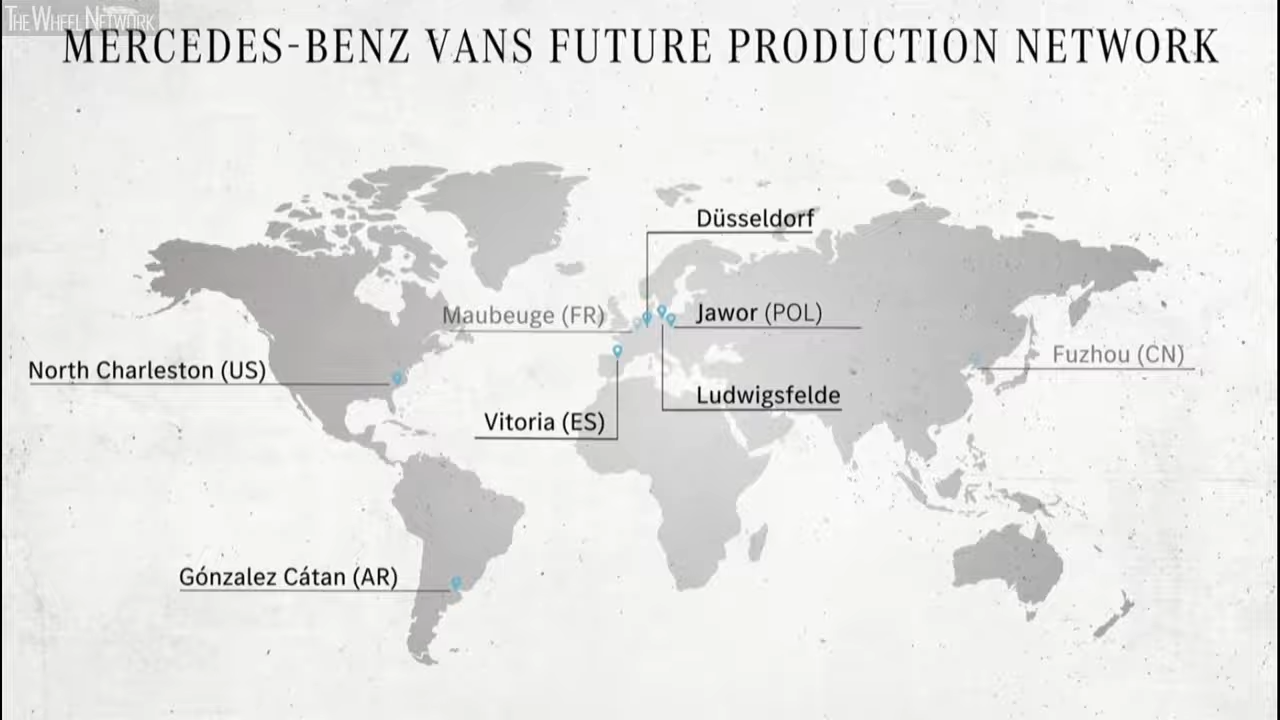 THE WHEEL NETWORK
MERCEDES-BENZ VANS FUTURE PRODUCTION NETWORK
Düsseldorf
Maubeuge (FR)
Jawor (POL)
Fuzhou (CN)
North Charleston (US)
Ludwigsfelde
Vitoria (ES)
Gónzalez Cátan (AR)